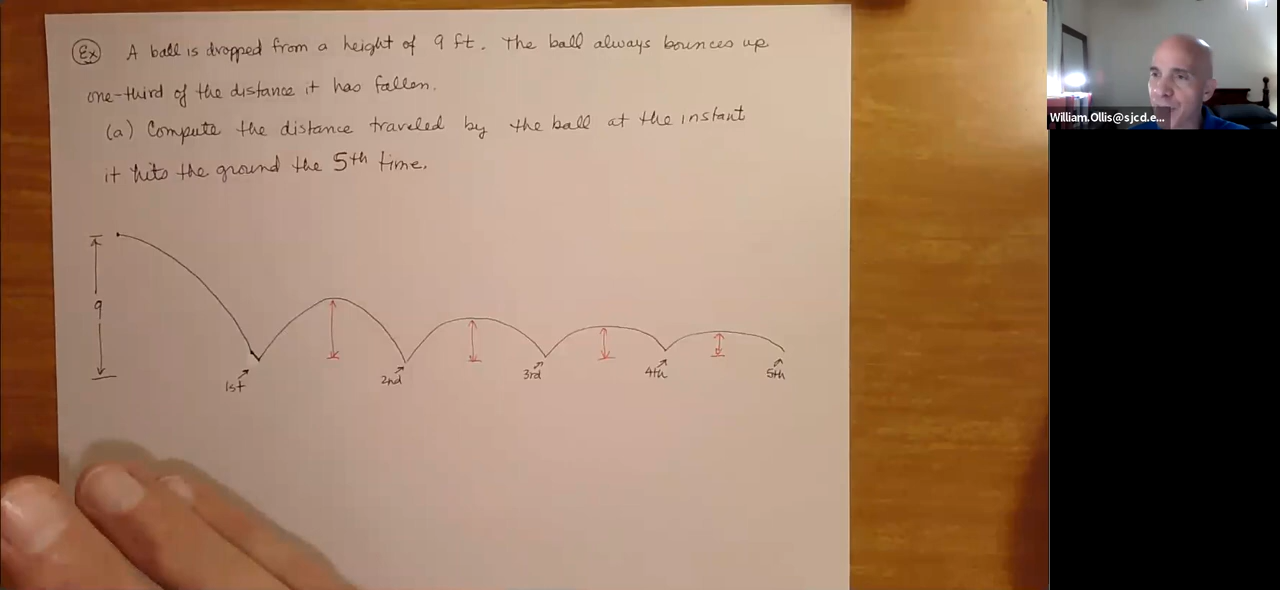 Ex A ball is dropped from a height of 9 ft. The ball always bounces up
one-third of the distance it has fallen.
(a) Compute the distance traveled by the ball at the instant
it hits the ground the 5th time.
9
1st
2nd
3rd
4th
5th
William.Ollis@sjcd.e...